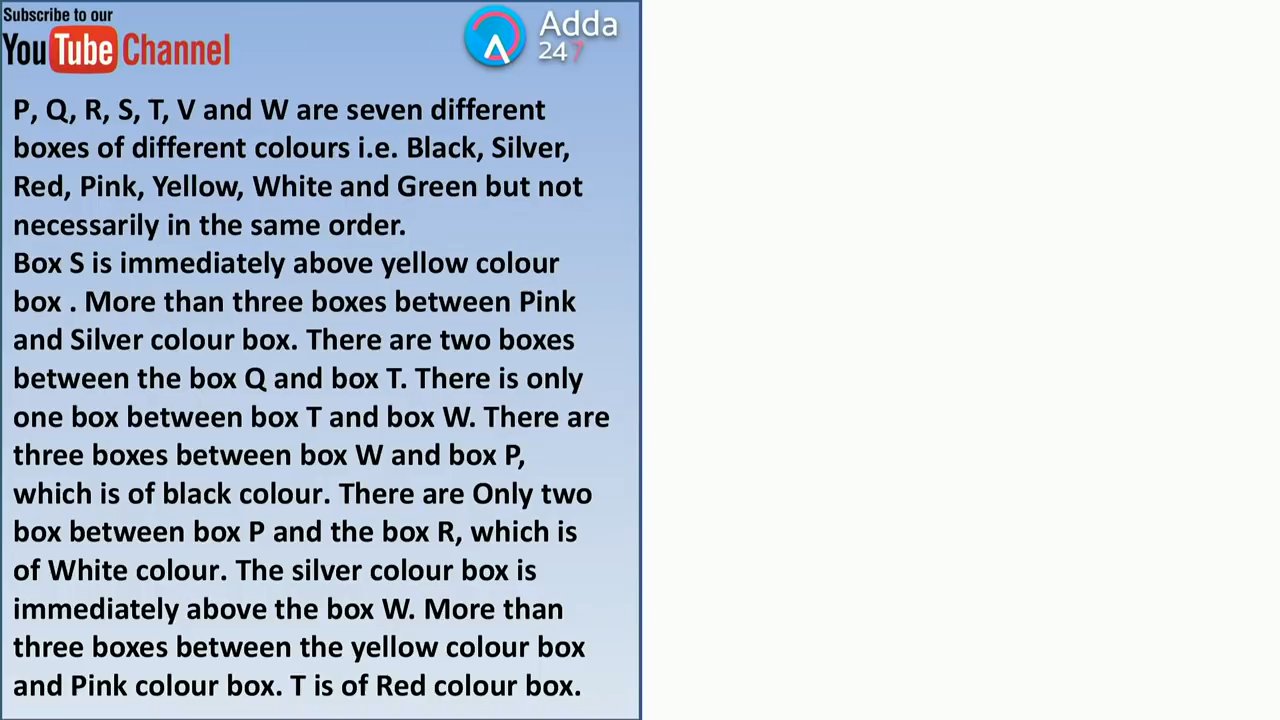 Subscribe to our
YouTube Channel
Adda
247
P, Q, R, S, T, V and W are seven different
boxes of different colours i.e. Black, Silver,
Red, Pink, Yellow, White and Green but not
necessarily in the same order.
Box S is immediately above yellow colour
box . More than three boxes between Pink
and Silver colour box. There are two boxes
between the box Q and box T. There is only
one box between box T and box W. There are
three boxes between box W and box P,
which is of black colour. There are Only two
box between box P and the box R, which is
of White colour. The silver colour box is
immediately above the box W. More than
three boxes between the yellow colour box
and Pink colour box. T is of Red colour box.